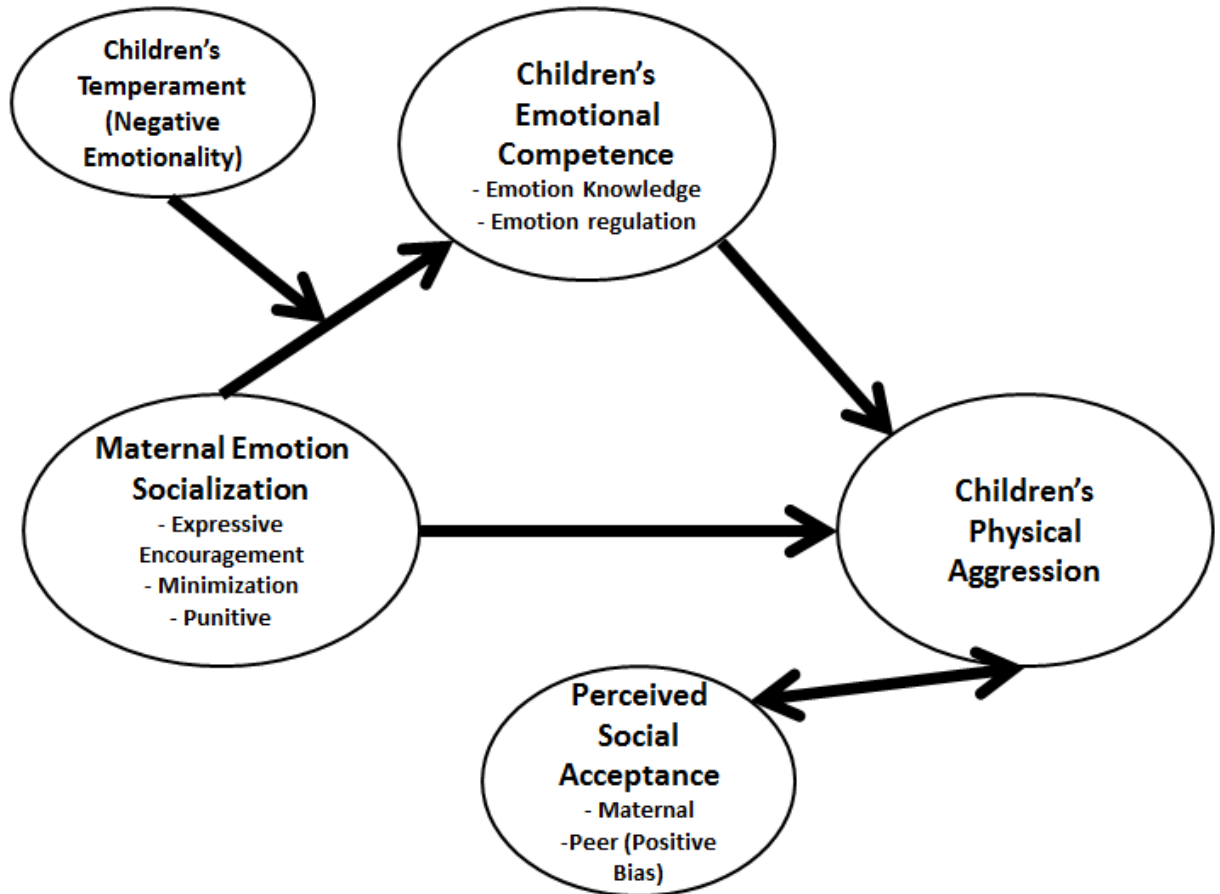 Children's
Temperament
(Negative
Emotionality)
Children's
Emotional
Competence
- Emotion Knowledge
- Emotion regulation
Maternal Emotion
Socialization
- Expressive
Encouragement
- Minimization
- Punitive
Children's
Physical
Aggression
Perceived
Social
Acceptance
- Maternal
-Peer (Positive
Bias)